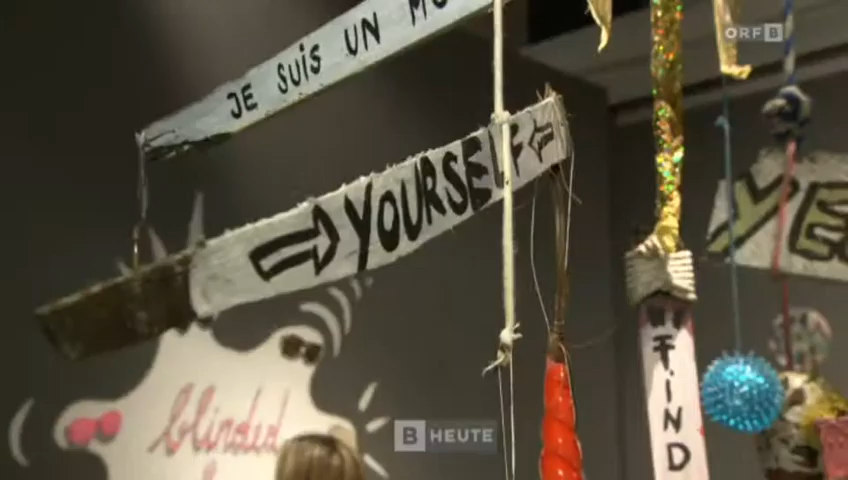 ORF B
JE SUIS UN
YOURSELF
FIND
blinded
B HEUTE